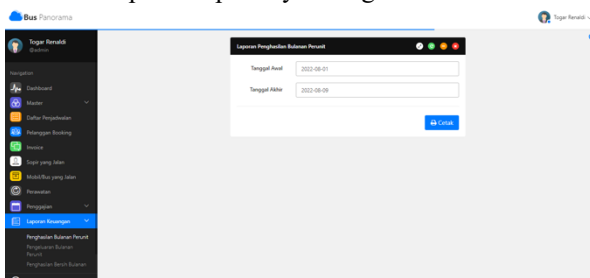 Bus Panorama
Togar Renaldi
Togar Renaldi
@admin
Laporan Penghasilan Bulanan Perunit
Tanggal Awal
2022-08-01
Tanggal Akhir
2022-08-09
Cetak
Navigation
Dashboard
Master
Daftar Penjadwalan
Pelanggan Booking
Invoice
Sopir yang Jalan
Mobil/Bus yang Jalan
Perawatan
Penggajian
Laporan Keuangan
Penghasilan Bulanan Perunit
Pengeluaran Bulanan
Perunit
Penghasilan Bersih Bulanan